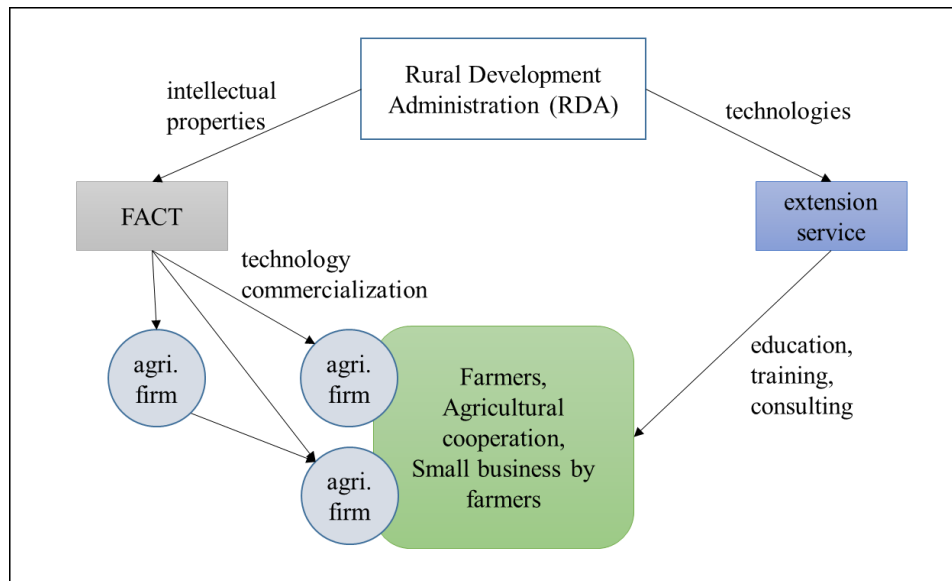 Rural Development
Administration (RDA)
intellectual
properties
technologies
FACT
extension
service
technology
commercialization
agri.
firm
agri.
firm
education,
training,
consulting
Farmers,
Agricultural
cooperation,
Small business by
farmers
agri.
firm